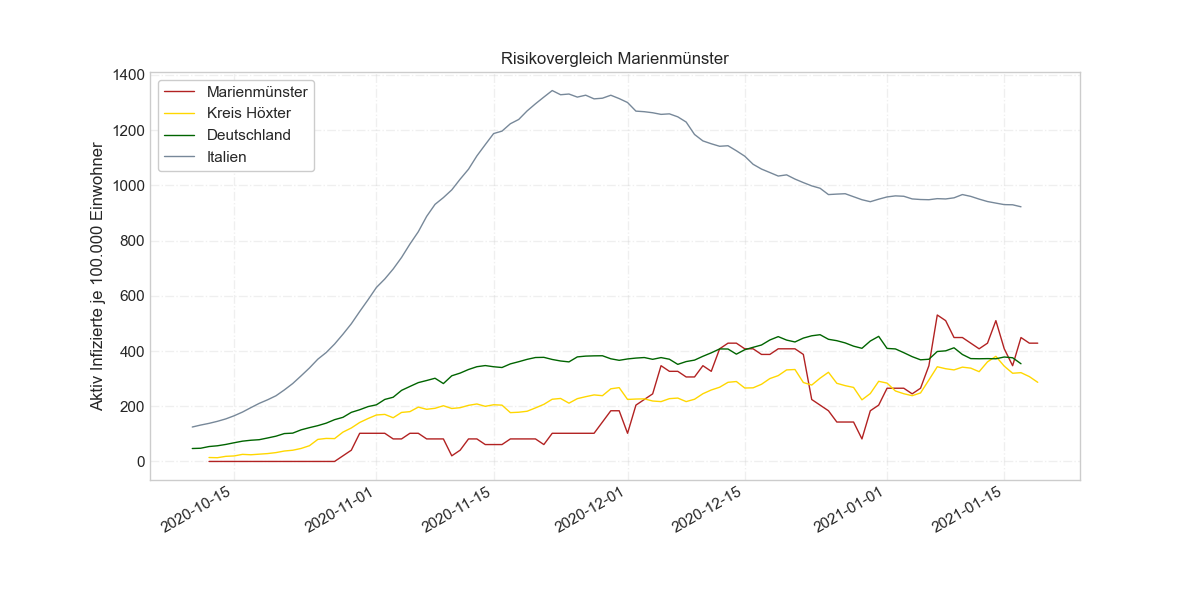 Risikovergleich Marienmünster
Aktiv Infizierte je 100.000 Einwohner
1400
1200
1000
800
600
400
200
0
Marienmünster
Kreis Höxter
Deutschland
Italien
2020-10-15
2020-11-01
2020-11-15
2020-12-01
2020-12-15
2021-01-01
2021-01-15